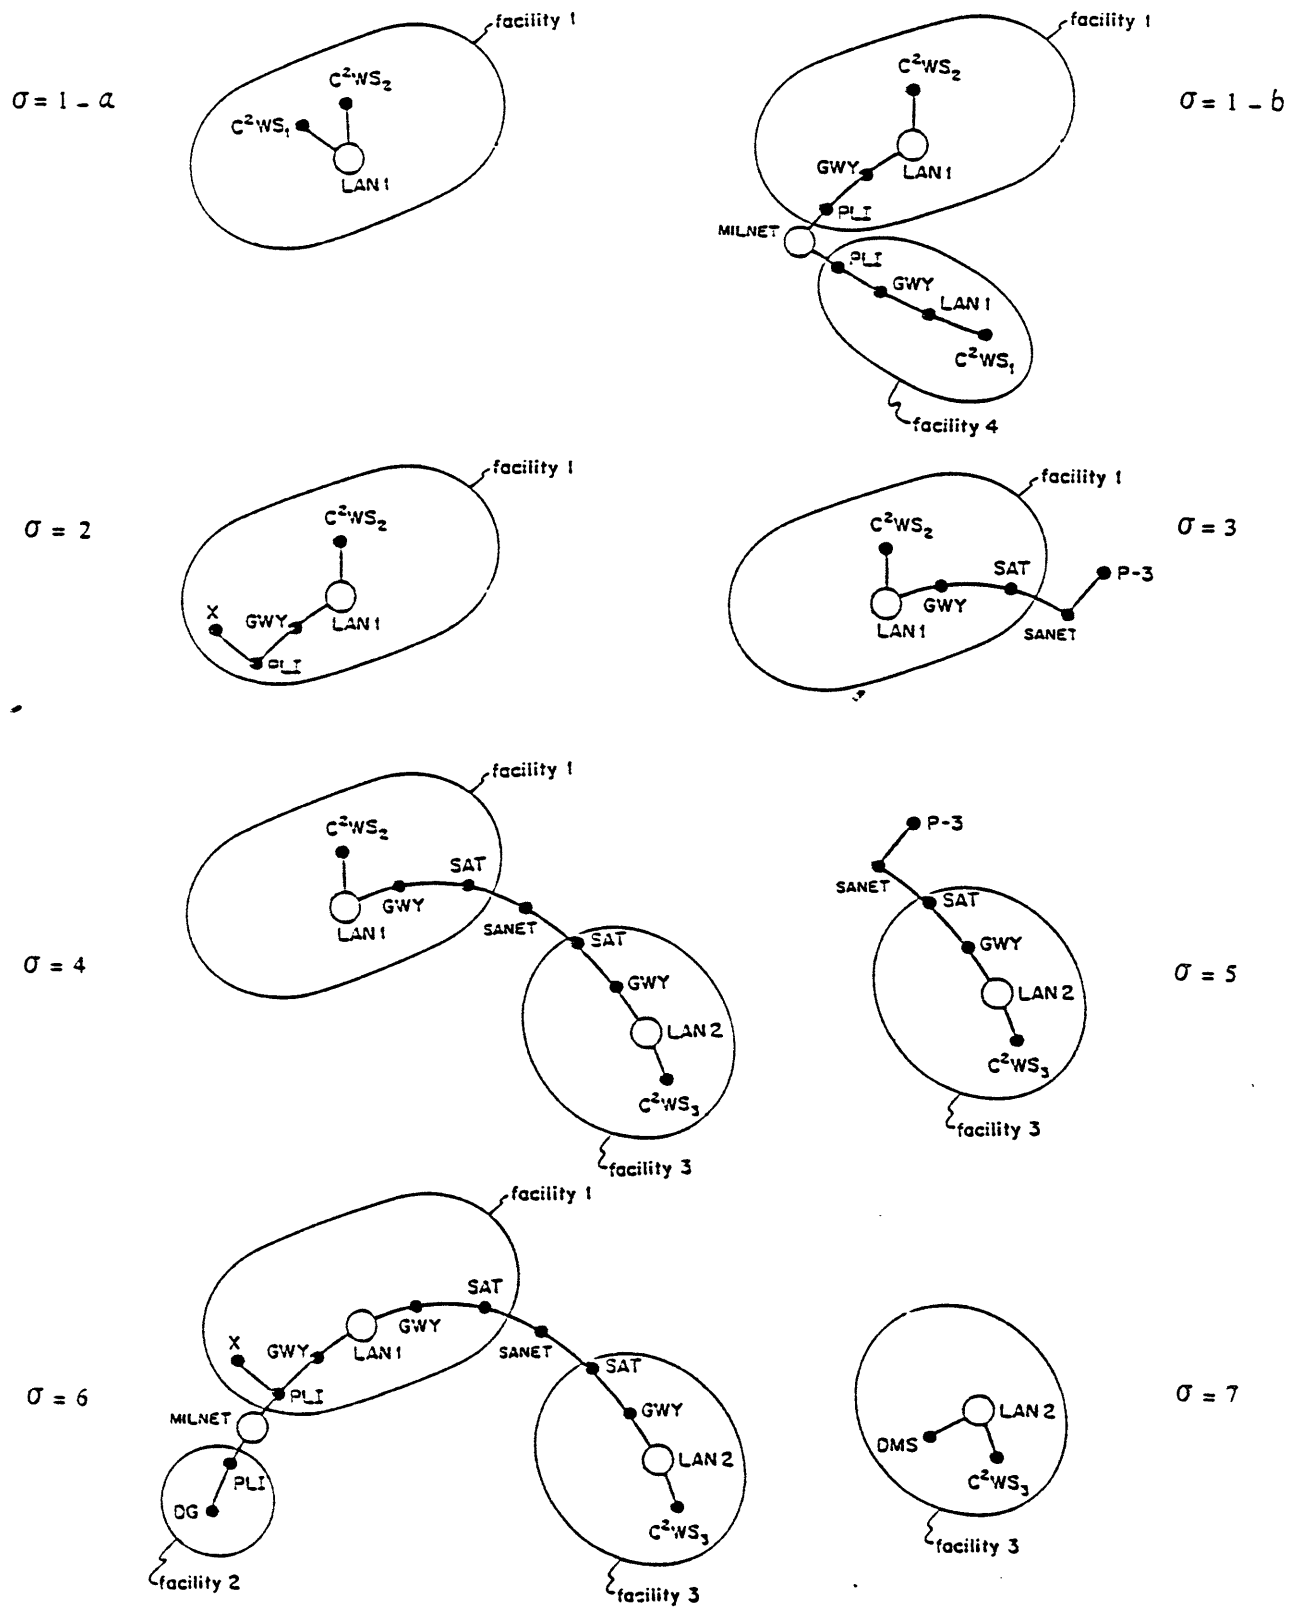 σ = 1 - a
facility 1
C²WS₂
C²WS₁
LAN 1
σ = 1 - b
facility 1
C²WS₂
GWY
LAN 1
PLI
MILNET
PLI
GWY
LAN 1
C²WS₁
facility 4
σ = 2
facility 1
C²WS₂
X
GWY
LAN 1
PLI
σ = 3
facility 1
C²WS₂
SAT
P-3
GWY
LAN 1
SANET
σ = 4
facility 1
C²WS₂
SAT
GWY
LAN 1
SANET
SAT
GWY
LAN 2
C²WS₃
facility 3
σ = 5
P-3
SANET
SAT
GWY
LAN 2
C²WS₃
facility 3
σ = 6
facility 1
SAT
X
GWY
LAN 1
GWY
SANET
SAT
PLI
MILNET
GWY
LAN 2
PLI
DG
C²WS₃
facility 2
facility 3
σ = 7
LAN 2
DMS
C²WS₃
facility 3